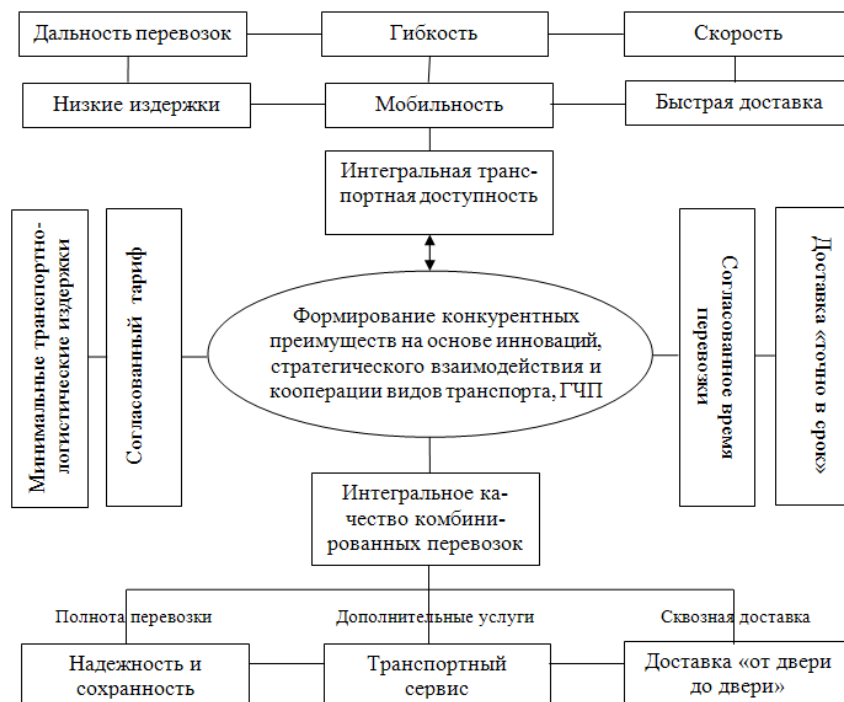 Дальность перевозок
Гибкость
Скорость
Низкие издержки
Мобильность
Быстрая доставка
Интегральная транс-
портная доступность
Минимальные транспортно-
логистические издержки
Согласованный тариф
Формирование конкурентных
преимуществ на основе инноваций,
стратегического взаимодействия и
кооперации видов транспорта, ГЧП
Согласованное время
перевозки
Доставка «точно в срок»
Интегральное ка-
чество комбини-
рованных перевозок
Полнота перевозки
Дополнительные услуги
Сквозная доставка
Надежность и
сохранность
Транспортный
сервис
Доставка «от двери
до двери»